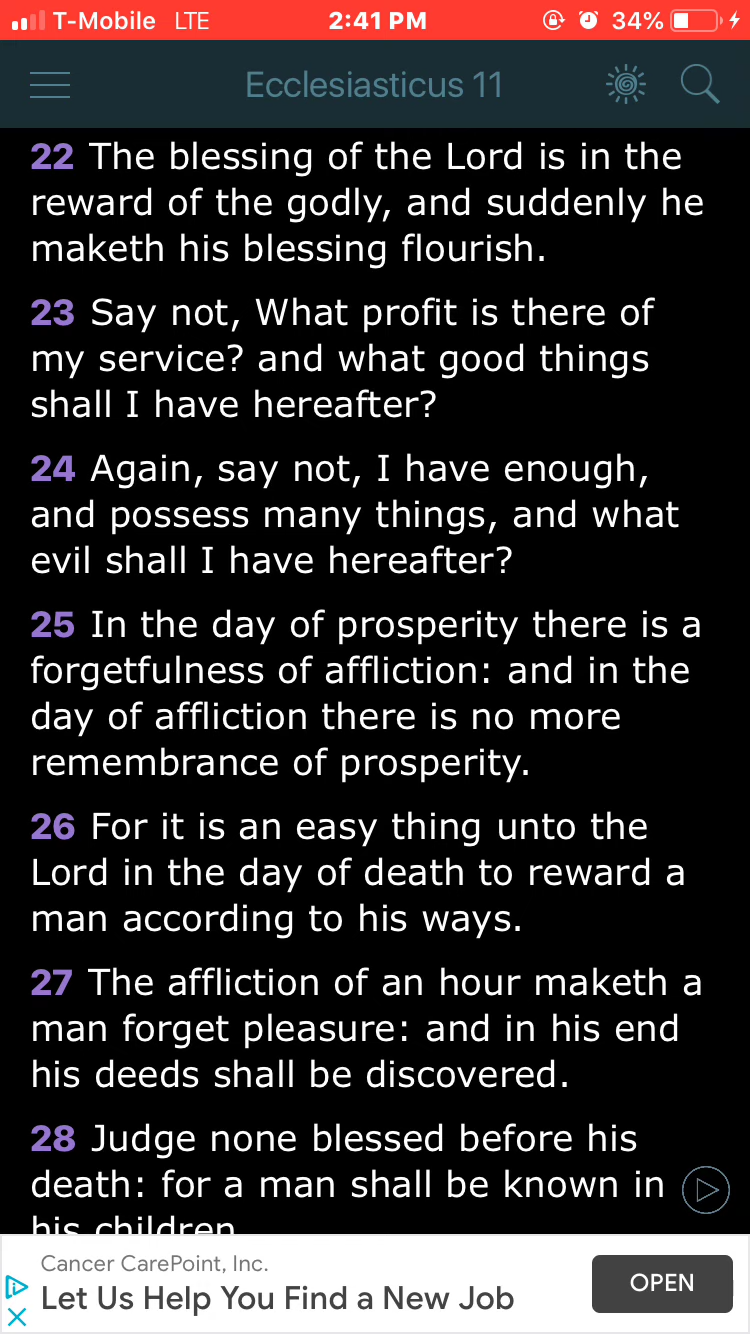 T-Mobile LTE 2:41 PM 34%
Ecclesiasticus 11
22 The blessing of the Lord is in the
reward of the godly, and suddenly he
maketh his blessing flourish.
23 Say not, What profit is there of
my service? and what good things
shall I have hereafter?
24 Again, say not, I have enough,
and possess many things, and what
evil shall I have hereafter?
25 In the day of prosperity there is a
forgetfulness of affliction: and in the
day of affliction there is no more
remembrance of prosperity.
26 For it is an easy thing unto the
Lord in the day of death to reward a
man according to his ways.
27 The affliction of an hour maketh a
man forget pleasure: and in his end
his deeds shall be discovered.
28 Judge none blessed before his
death: for a man shall be known in
his children
Cancer CarePoint, Inc.
Let Us Help You Find a New Job
OPEN